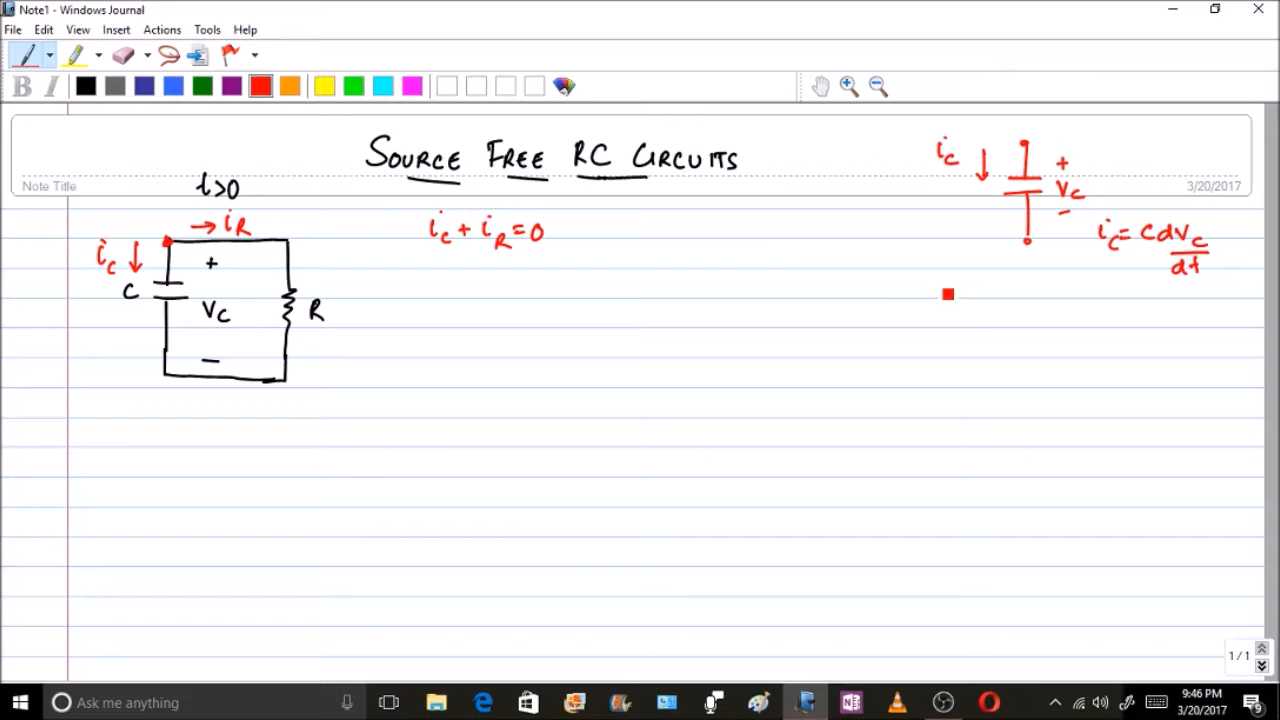 Note1 - Windows Journal
File Edit View Insert Actions Tools Help
B I
SOURCE FREE RC CIRCUITS
Note Title
3/20/2017
t>0
→ iR
ic ↓
C
+
Vc
−
R
ic + iR = 0
ic ↓
+
Vc
−
ic = C dVc
dt
1/1
Ask me anything
9:46 PM
3/20/2017
9